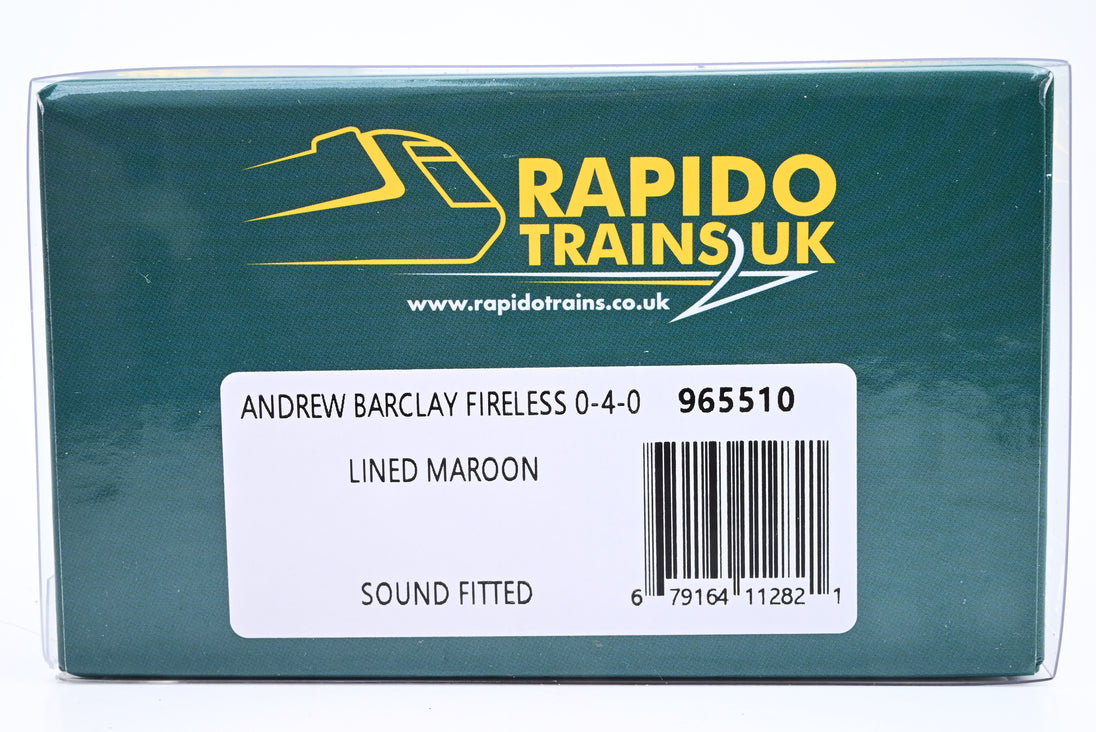 RAPIDO
TRAINS UK
www.rapidotrains.co.uk
ANDREW BARCLAY FIRELESS 0-4-0 965510
LINED MAROON
SOUND FITTED
6 79164 11282 1